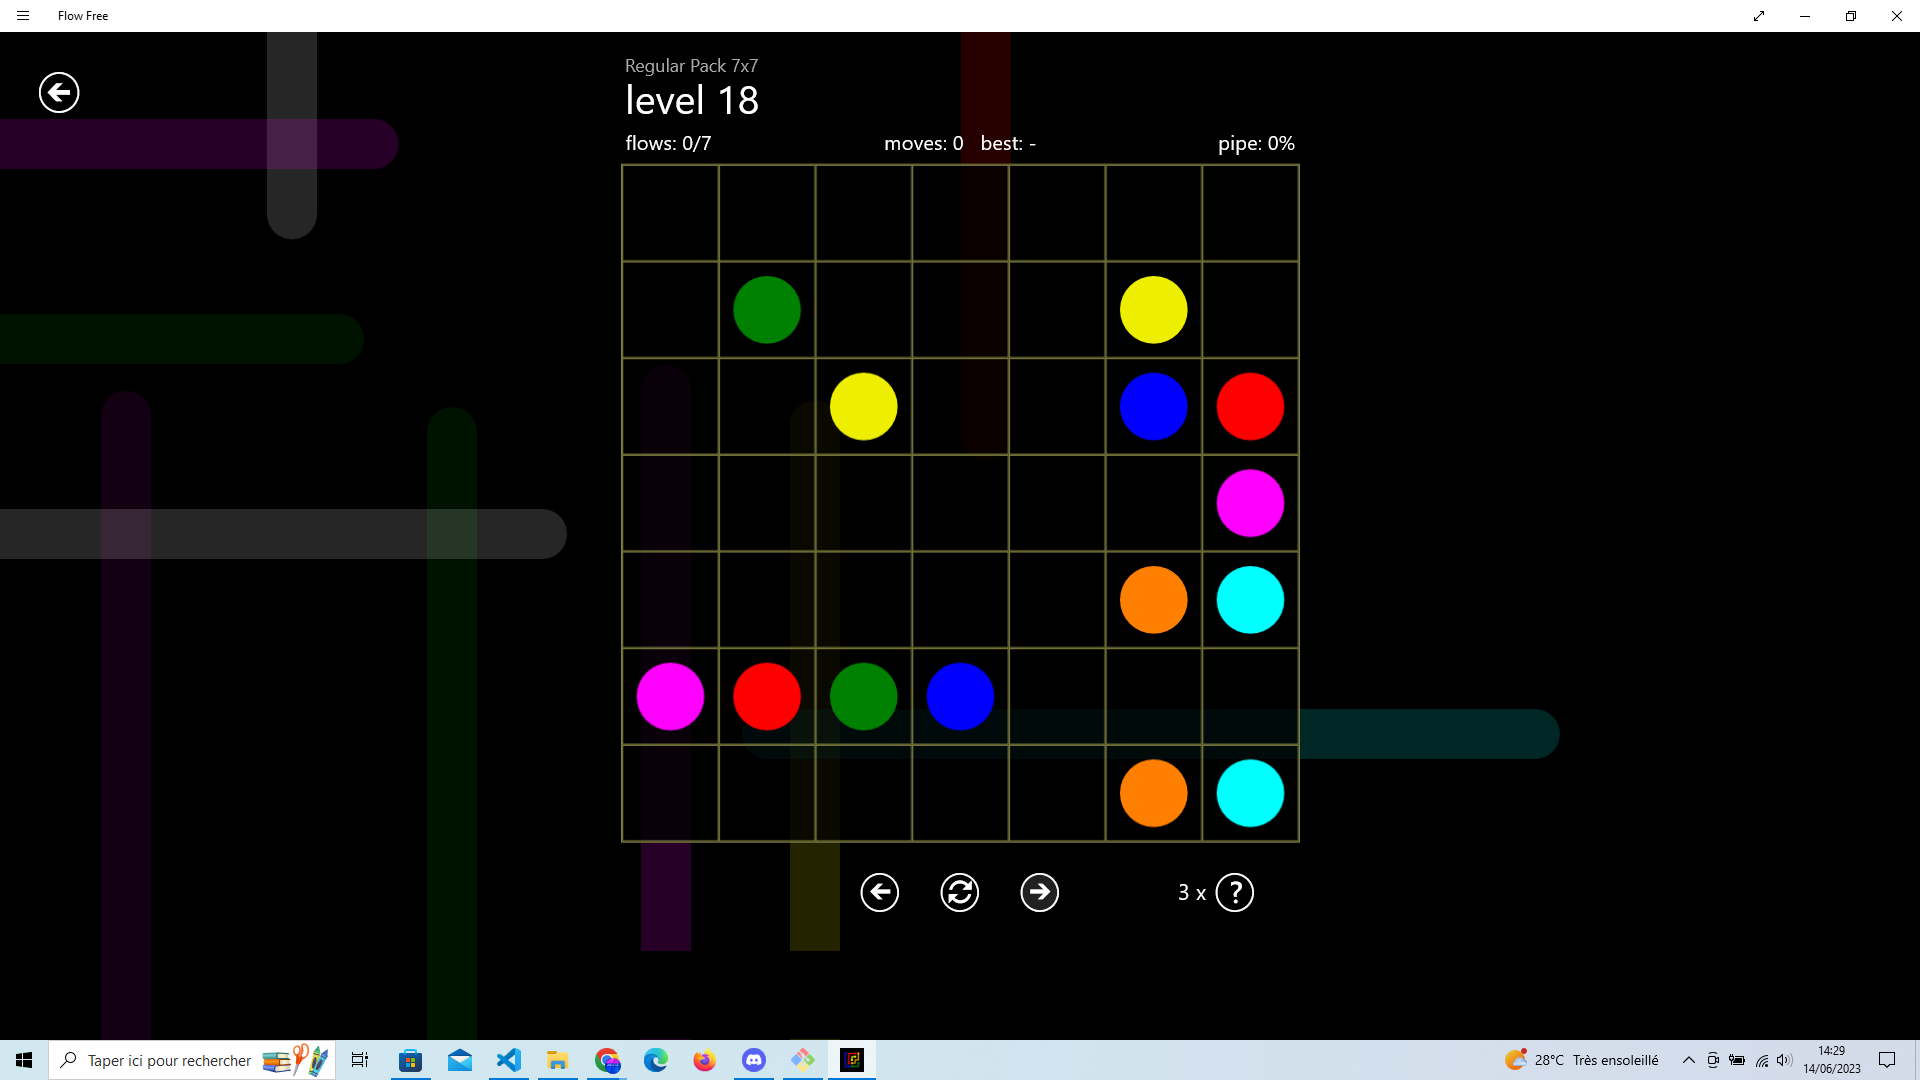 Flow Free
Regular Pack 7x7
level 18
flows: 0/7 moves: 0 best: - pipe: 0%
3 x ?
Taper ici pour rechercher
28°C Très ensoleillé
14:29
14/06/2023